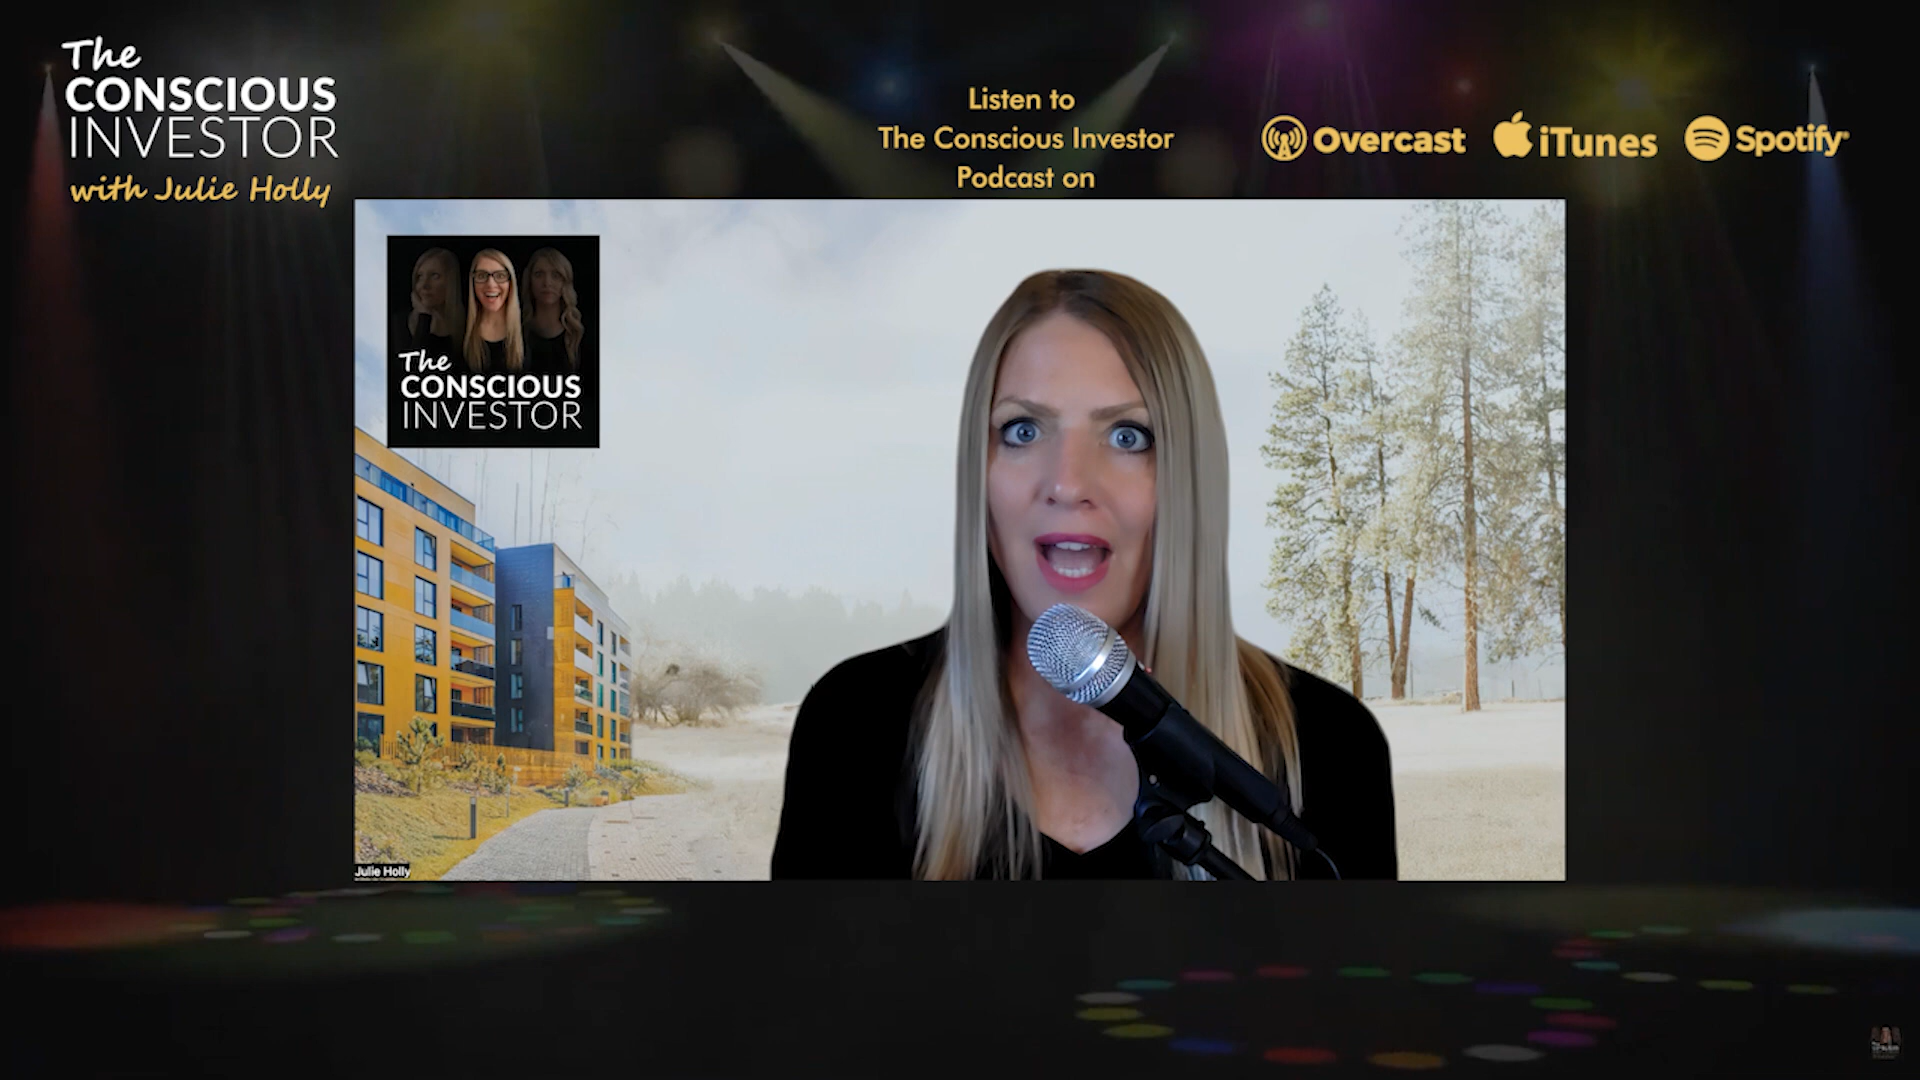 The
CONSCIOUS
INVESTOR
with Julie Holly
Listen to
The Conscious Investor
Podcast on
Overcast
iTunes
Spotify
The
CONSCIOUS
INVESTOR
Julie Holly